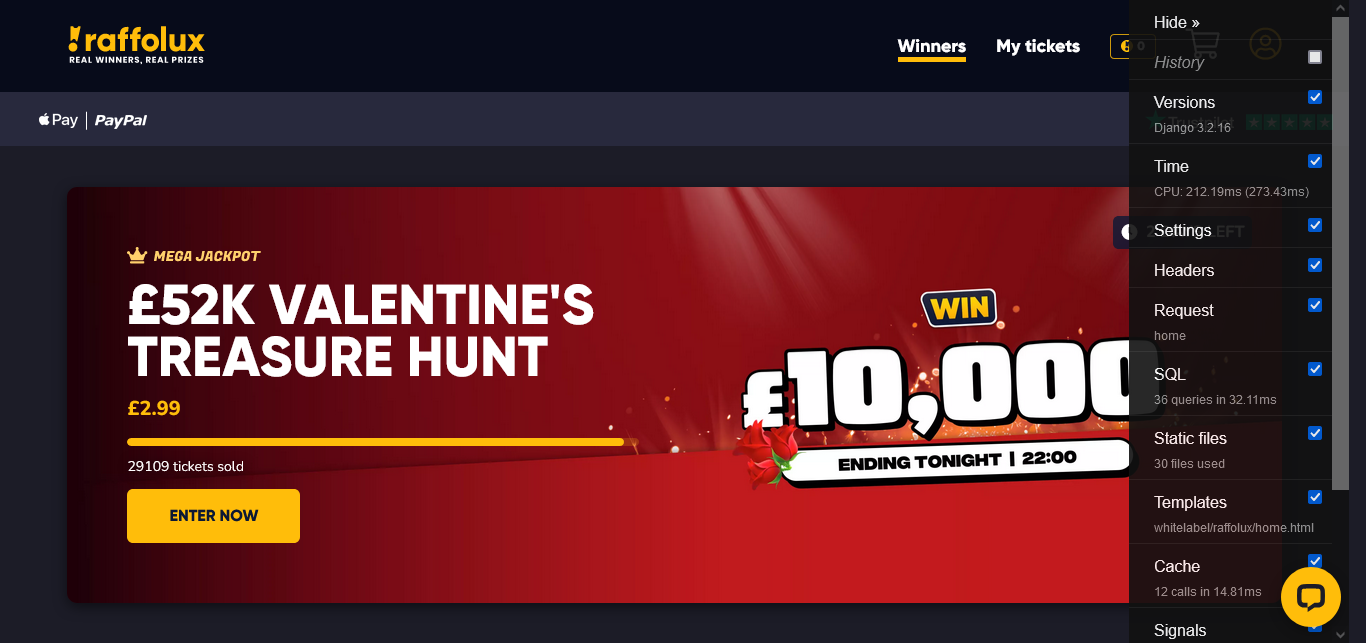 raffolux
REAL WINNERS, REAL PRIZES
Winners
My tickets
0
Pay | PayPal
Trustpilot
MEGA JACKPOT
£52K VALENTINE'S
TREASURE HUNT
£2.99
29109 tickets sold
ENTER NOW
LEFT
WIN
£10,000
ENDING TONIGHT | 22:00
Hide »
History
Versions
Django 3.2.16
Time
CPU: 212.19ms (273.43ms)
Settings
Headers
Request
home
SQL
36 queries in 32.11ms
Static files
30 files used
Templates
whitelabel/raffolux/home.html
Cache
12 calls in 14.81ms
Signals